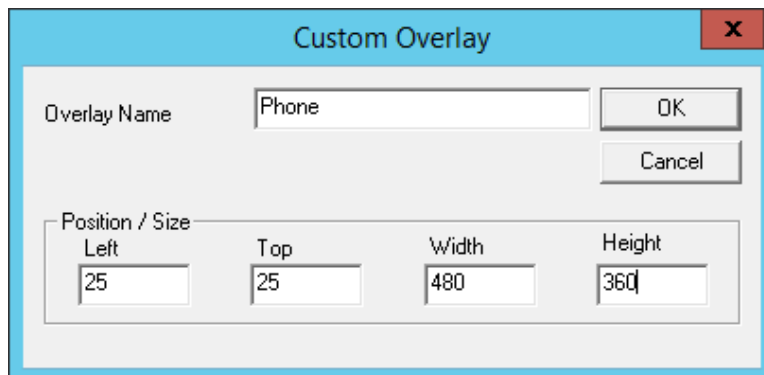 Custom Overlay
x
Overlay Name Phone OK
Cancel
Position / Size
Left Top Width Height
25 25 480 360